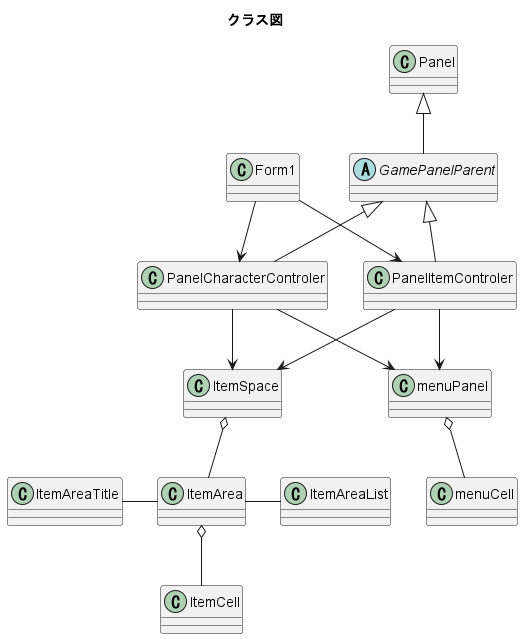 クラス図
C Panel
C Form1
A GamePanelParent
C PanelCharacterControler
C PanelItemControler
C ItemSpace
C menuPanel
C ItemAreaTitle
C ItemArea
C ItemAreaList
C menuCell
C ItemCell